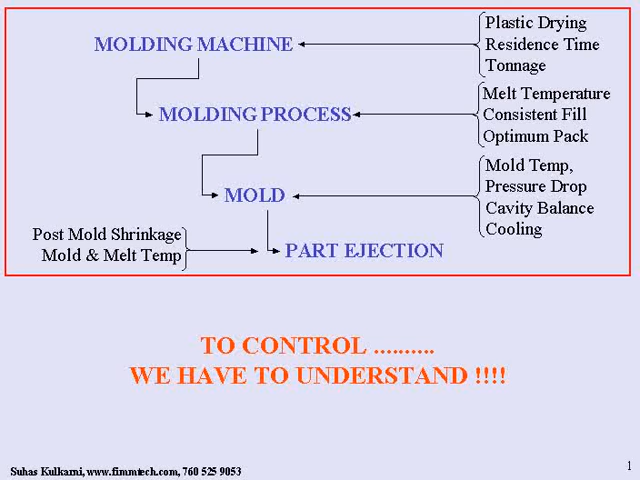 MOLDING MACHINE
Plastic Drying
Residence Time
Tonnage
MOLDING PROCESS
Melt Temperature
Consistent Fill
Optimum Pack
MOLD
Mold Temp,
Pressure Drop
Cavity Balance
Cooling
Post Mold Shrinkage
Mold & Melt Temp
PART EJECTION
TO CONTROL ..........
WE HAVE TO UNDERSTAND !!!!
Suhas Kulkarni, www.fimmtech.com, 760 525 9053
1